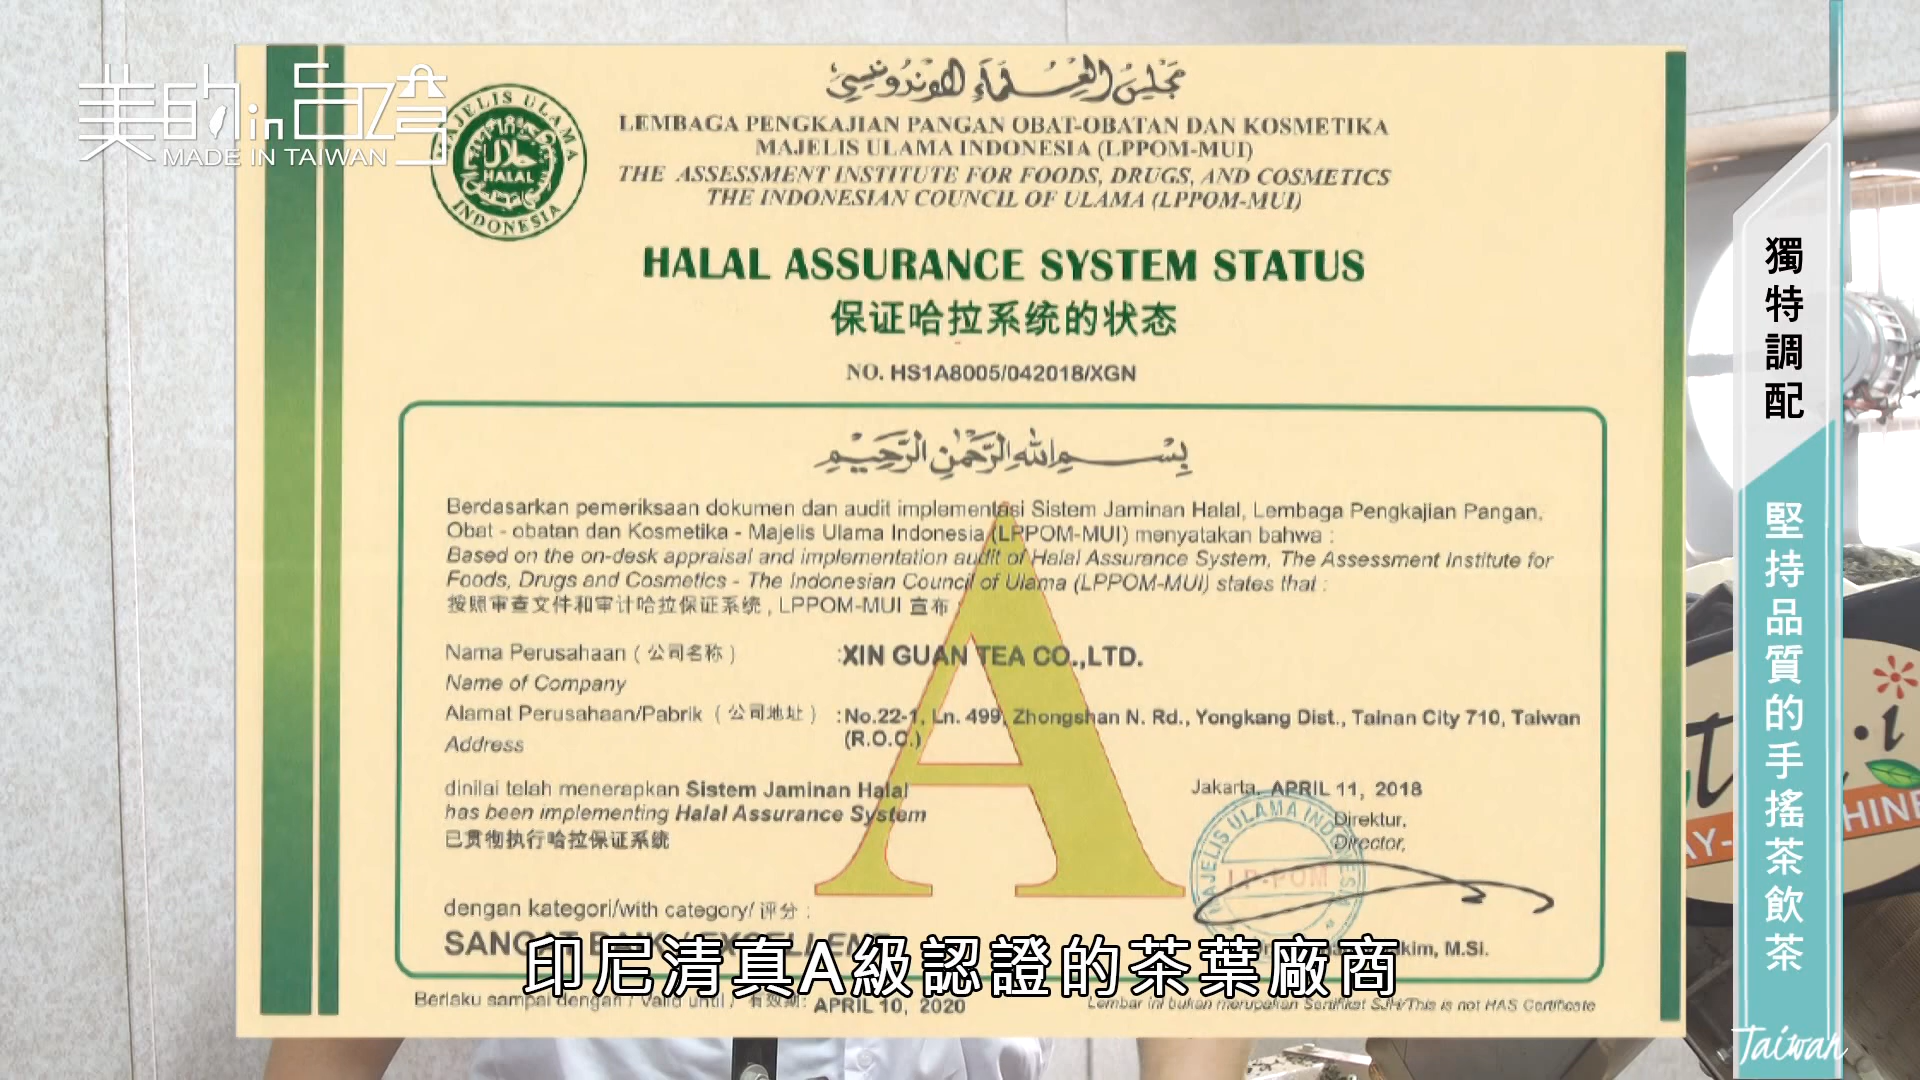 美的in台灣
MADE IN TAIWAN
MAJELIS ULAMA
حلال
HALAL
INDONESIA
مجلس العلماء الاندونيسي
LEMBAGA PENGKAJIAN PANGAN OBAT-OBATAN DAN KOSMETIKA
MAJELIS ULAMA INDONESIA (LPPOM-MUI)
THE ASSESSMENT INSTITUTE FOR FOODS, DRUGS, AND COSMETICS
THE INDONESIAN COUNCIL OF ULAMA (LPPOM-MUI)
HALAL ASSURANCE SYSTEM STATUS
保证哈拉系统的状态
NO. HS1A8005/042018/XGN
بسم الله الرحمن الرحيم
Berdasarkan pemeriksaan dokumen dan audit implementasi Sistem Jaminan Halal, Lembaga Pengkajian Pangan,
Obat - obatan dan Kosmetika - Majelis Ulama Indonesia (LPPOM-MUI) menyatakan bahwa :
Based on the on-desk appraisal and implementation audit of Halal Assurance System, The Assessment Institute for
Foods, Drugs and Cosmetics - The Indonesian Council of Ulama (LPPOM-MUI) states that :
按照审查文件和审计哈拉保证系统 , LPPOM-MUI 宣布 :
Nama Perusahaan ( 公司名称 ) :XIN GUAN TEA CO.,LTD.
Name of Company
Alamat Perusahaan/Pabrik ( 公司地址 ) :No.22-1, Ln. 499, Zhongshan N. Rd., Yongkang Dist., Tainan City 710, Taiwan
(R.O.C.)
Address
A
dinilai telah menerapkan Sistem Jaminan Halal
has been implementing Halal Assurance System
已贯彻执行哈拉保证系统
Jakarta, APRIL 11, 2018
Direktur,
Director,
MAJELIS ULAMA INDONESIA
LP-POM
dengan kategori/with category/ 评分 :
M.Si.
Berlaku sampai dengan / Valid until / 有效期: APRIL 10, 2020
Lembar ini bukan merupakan Sertifikat SJH/This is not HAS Certificate
印尼清真A級認證的茶葉廠商
獨特調配
堅持品質的手搖茶飲茶
Taiwan